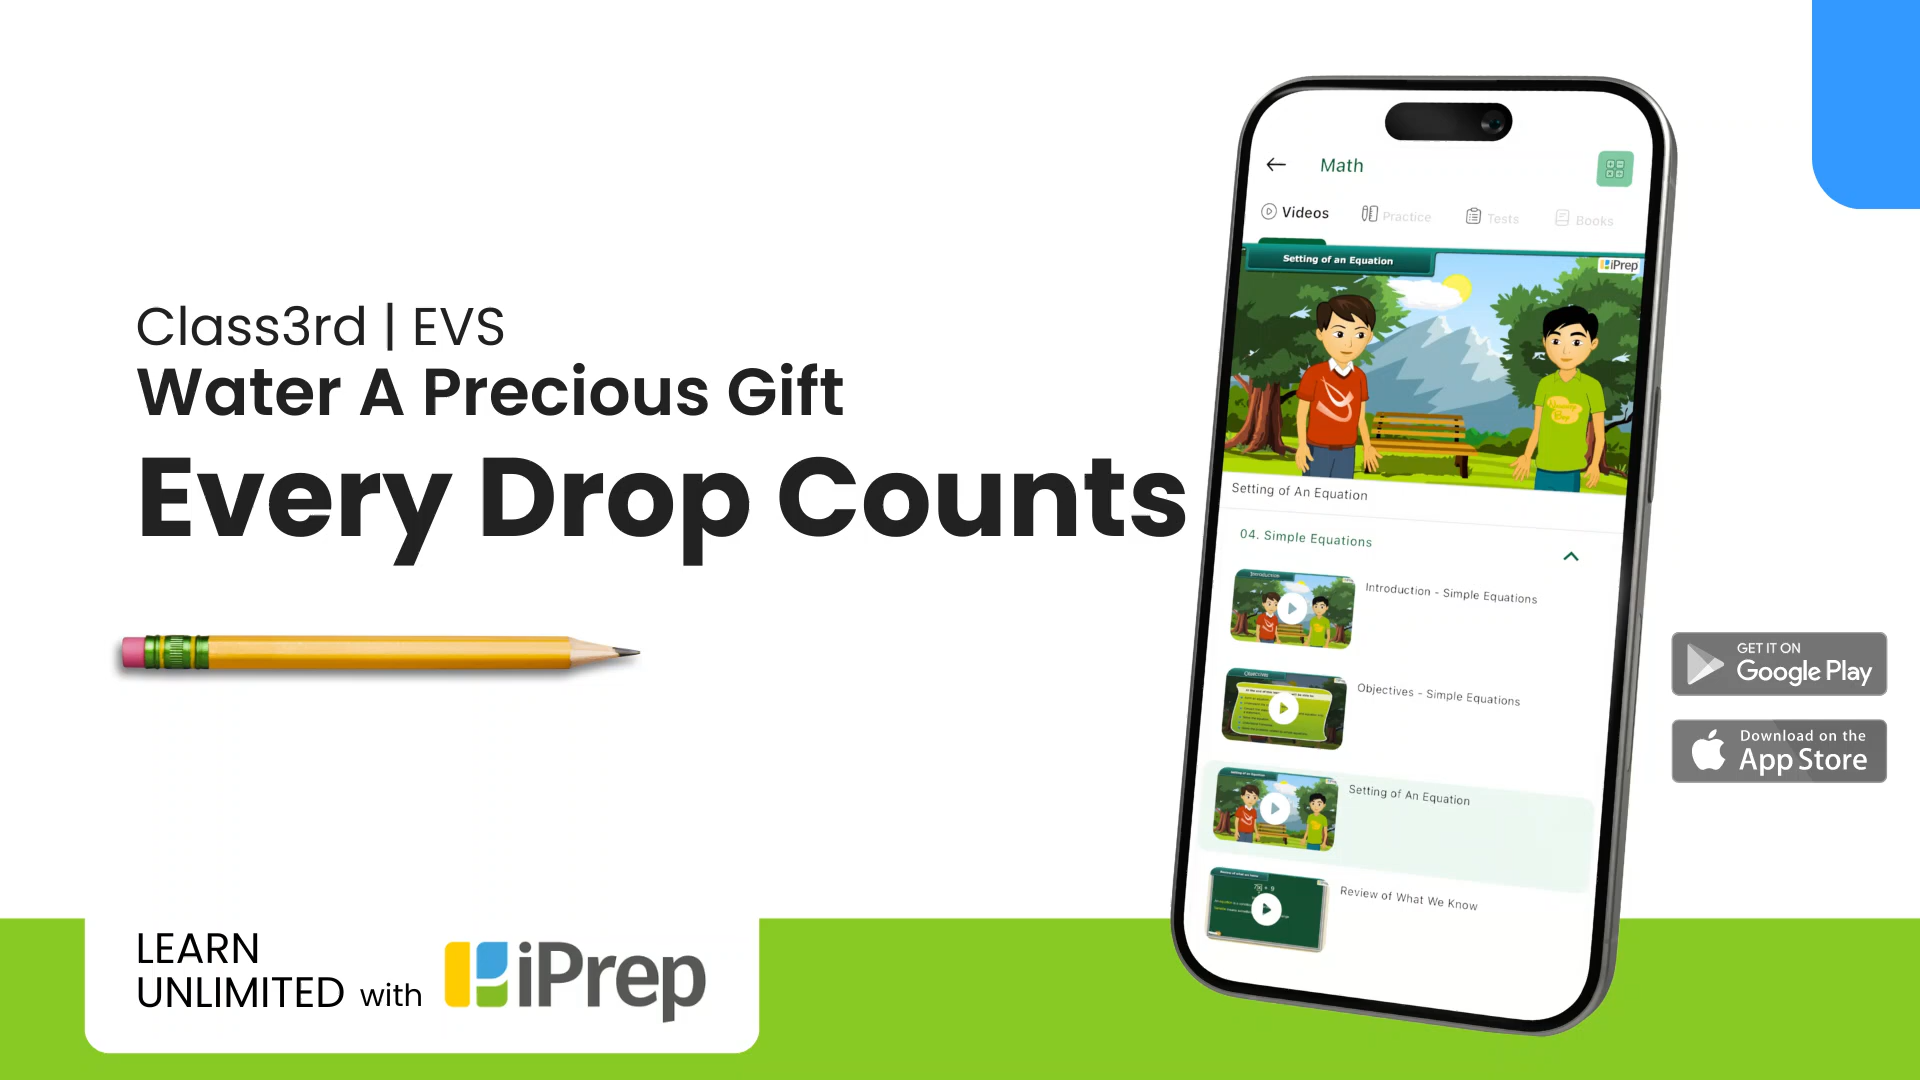 Class3rd | EVS
Water A Precious Gift
Every Drop Counts
LEARN
UNLIMITED with
iPrep
Math
Videos
Practice
Tests
Books
Setting of an Equation
iPrep
Setting of An Equation
04. Simple Equations
Introduction - Simple Equations
Objectives - Simple Equations
Setting of An Equation
Review of What We Know
GET IT ON
Google Play
Download on the
App Store